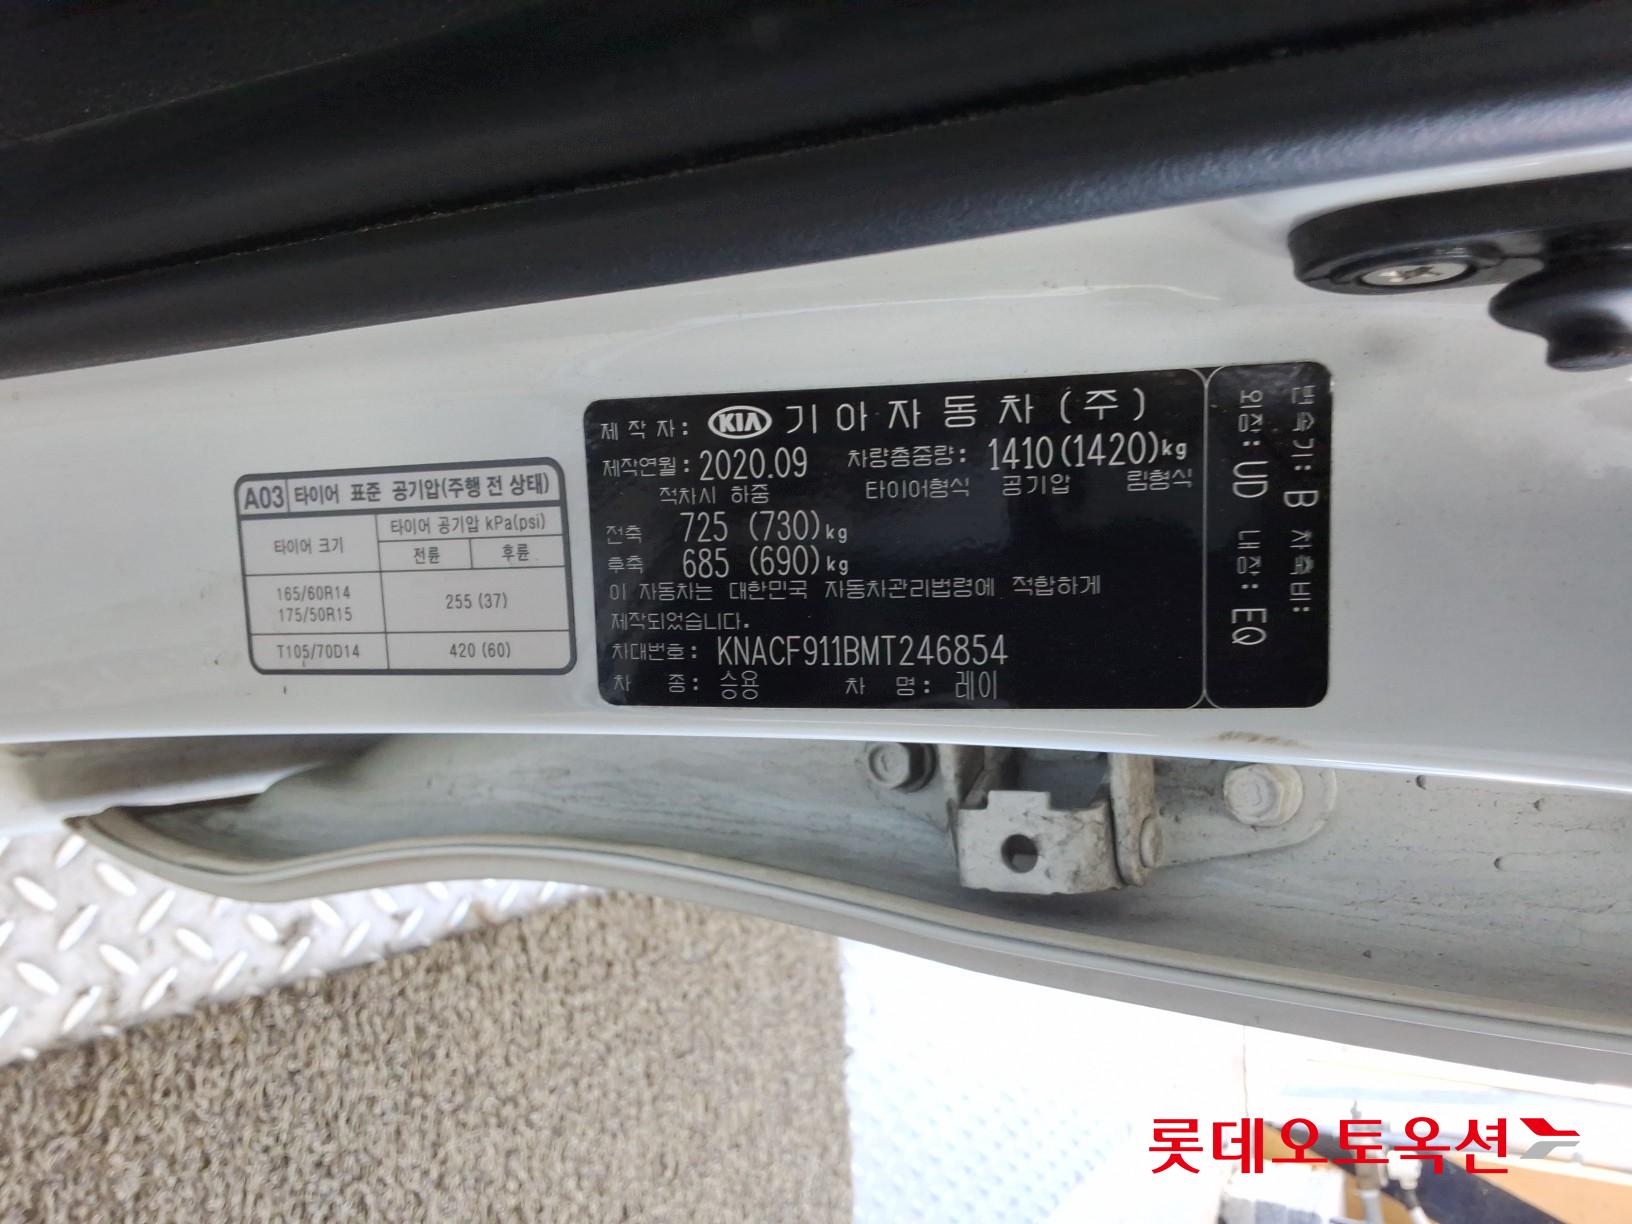 A03 타이어 표준 공기압(주행 전 상태)
타이어 크기
타이어 공기압 kPa(psi)
전륜 후륜
165/60R14
175/50R15
255 (37)
T105/70D14 420 (60)
제 작 자: KIA 기아자동차(주)
제작연월: 2020.09 차량총중량: 1410(1420)kg
적차시 하중 타이어형식 공기압 림형식
전축 725 (730)kg
후축 685 (690)kg
이 자동차는 대한민국 자동차관리법령에 적합하게
제작되었습니다.
차대번호: KNACF911BMT246854
차 종: 승용 차 명: 레이
변속기: B 차축비:
외장: UD 내장: EQ
롯데오토옥션